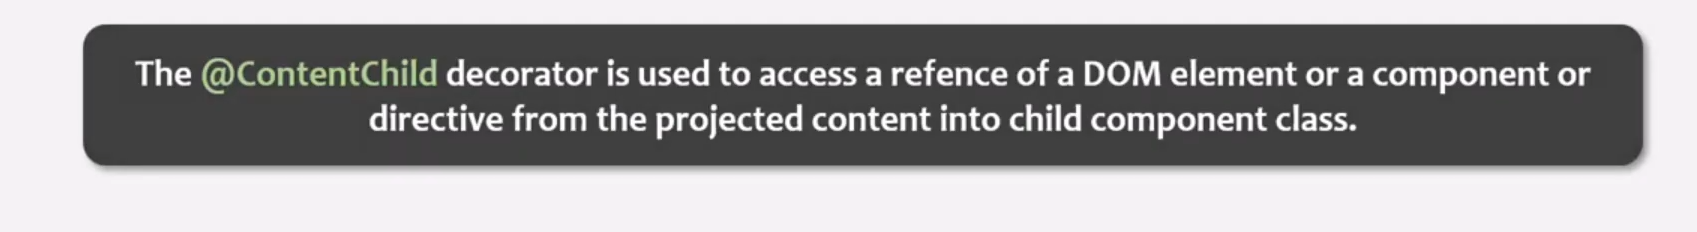 The @ContentChild decorator is used to access a refence of a DOM element or a component or
directive from the projected content into child component class.